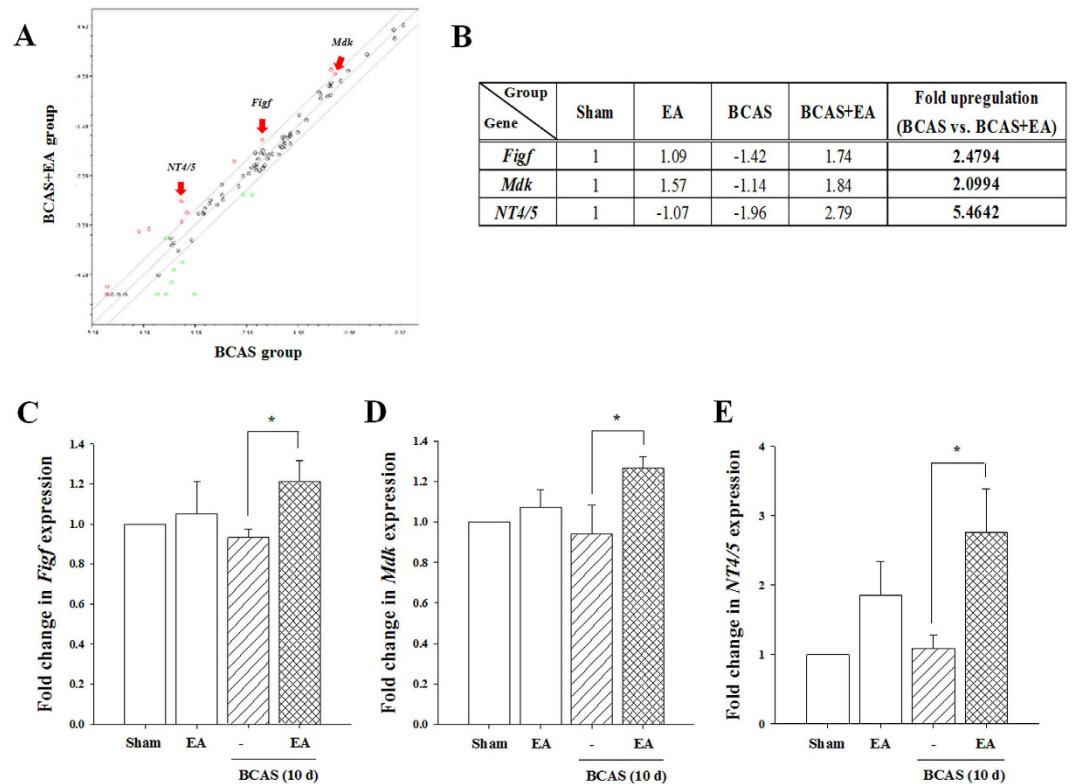 A
BCAS+EA group
BCAS group
Mdk
Figf
NT4/5
B
Group
Gene
Sham EA BCAS BCAS+EA Fold upregulation
(BCAS vs. BCAS+EA)
Figf 1 1.09 -1.42 1.74 2.4794
Mdk 1 1.57 -1.14 1.84 2.0994
NT4/5 1 -1.07 -1.96 2.79 5.4642
C
Fold change in Figf expression
1.4
1.2
1.0
0.8
0.6
0.4
0.2
0.0
*
Sham EA - EA
BCAS (10 d)
D
Fold change in Mdk expression
1.4
1.2
1.0
0.8
0.6
0.4
0.2
0.0
*
Sham EA - EA
BCAS (10 d)
E
Fold change in NT4/5 expression
4
3
2
1
0
*
Sham EA - EA
BCAS (10 d)